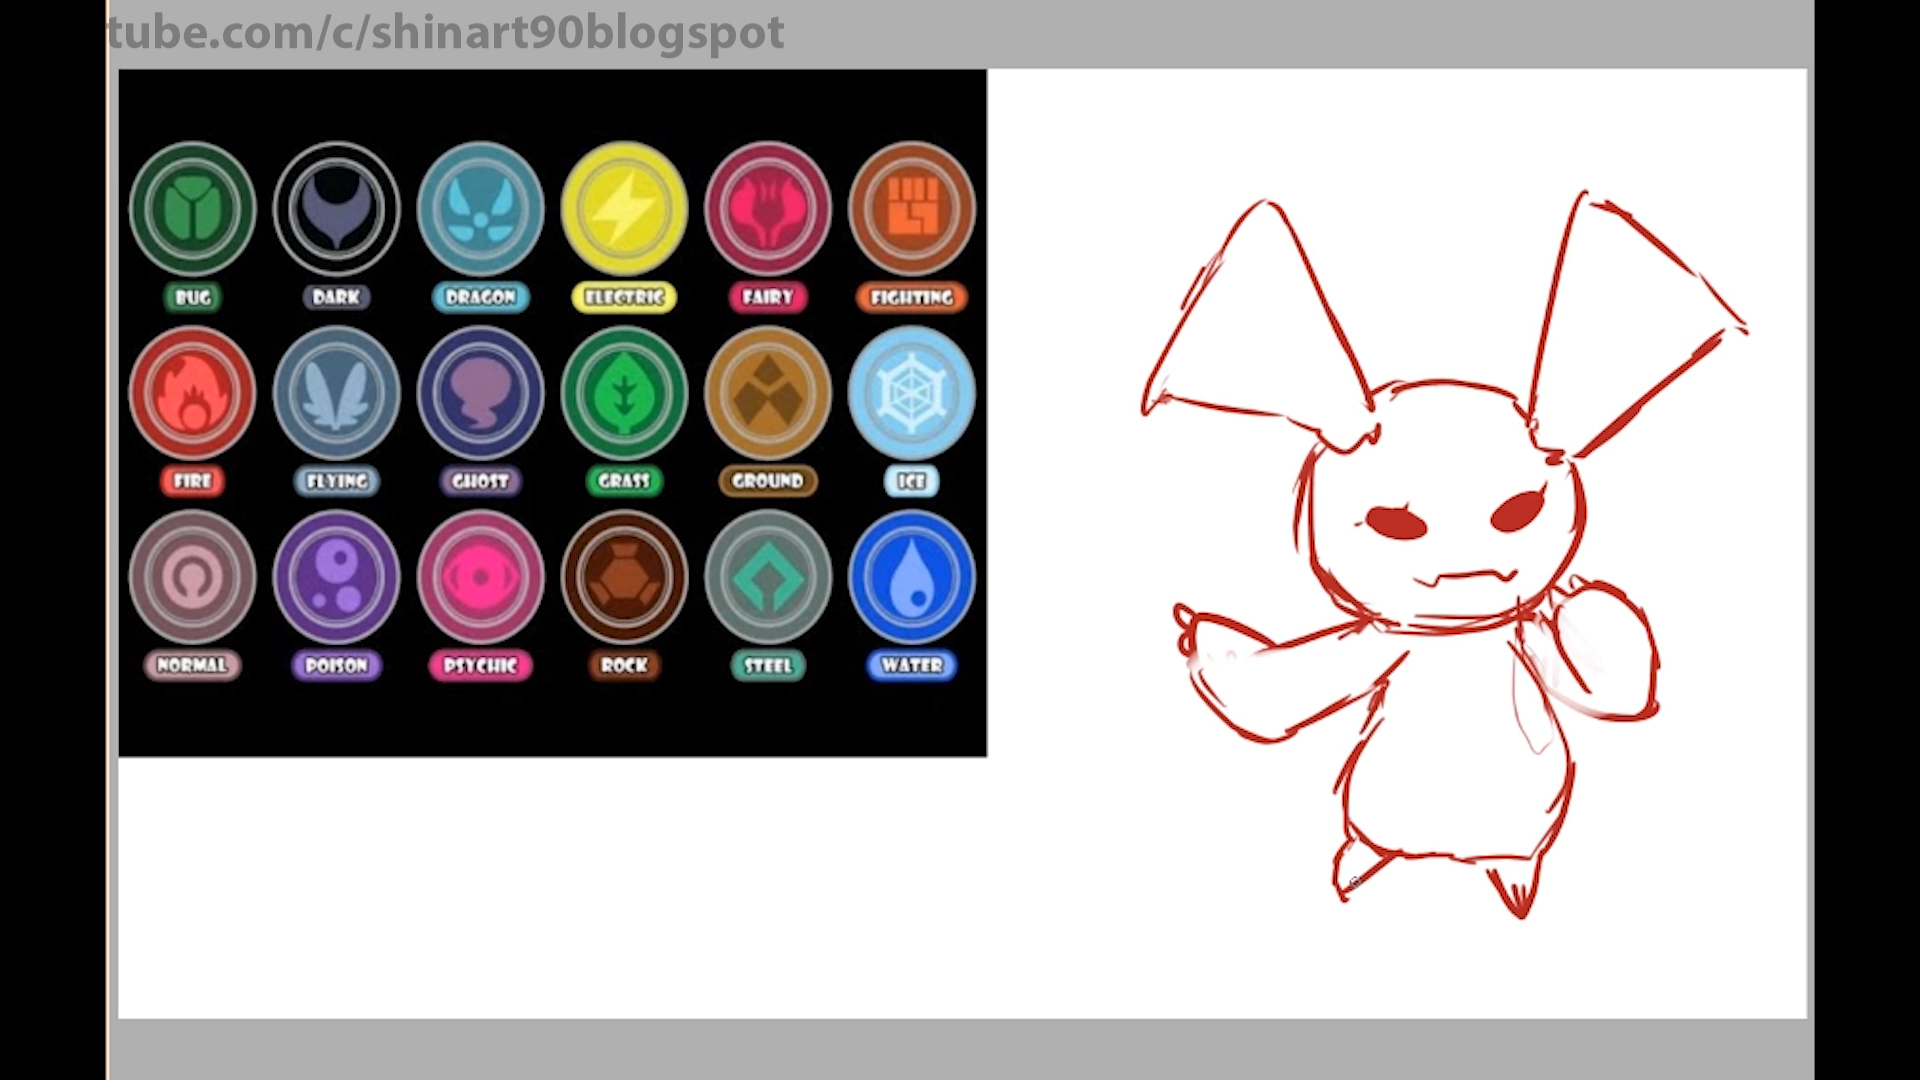 tube.com/c/shinart90blogspot
BUG DARK DRAGON ELECTRIC FAIRY FIGHTING
FIRE FLYING GHOST GRASS GROUND ICE
NORMAL POISON PSYCHIC ROCK STEEL WATER